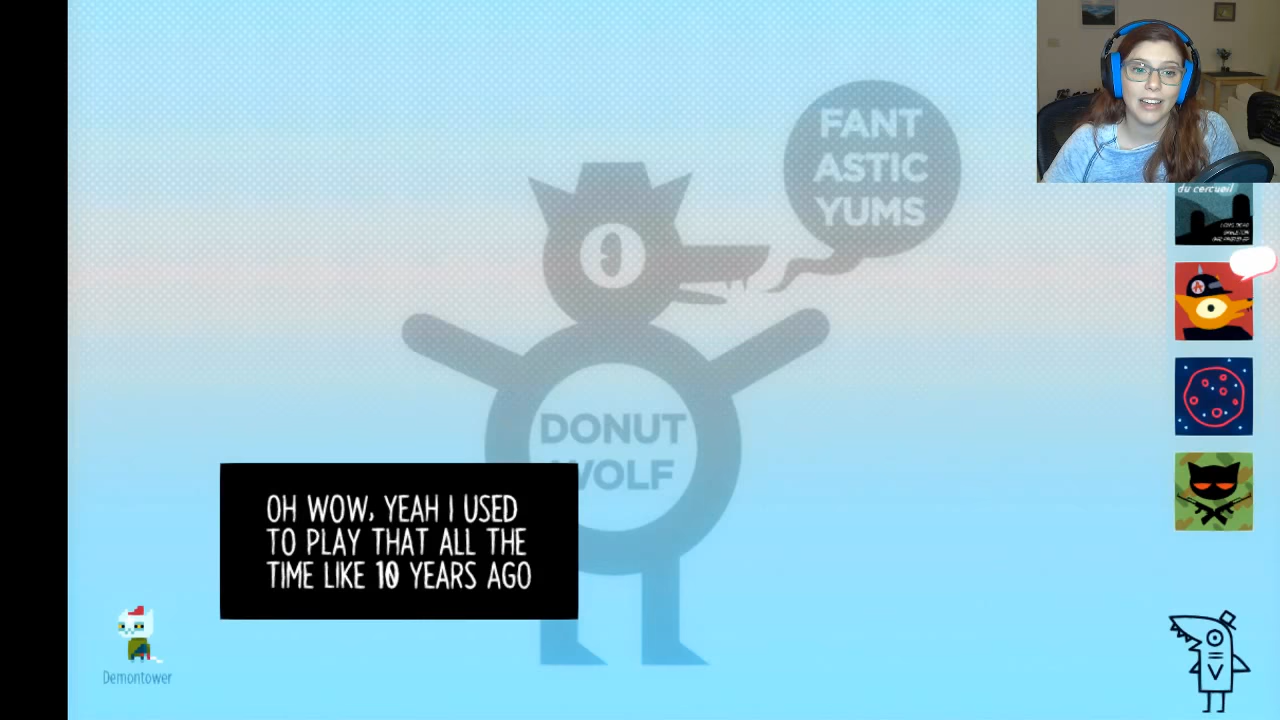 FANT
ASTIC
YUMS
du cercueil
DONUT
WOLF
OH WOW, YEAH I USED
TO PLAY THAT ALL THE
TIME LIKE 10 YEARS AGO
Demontower